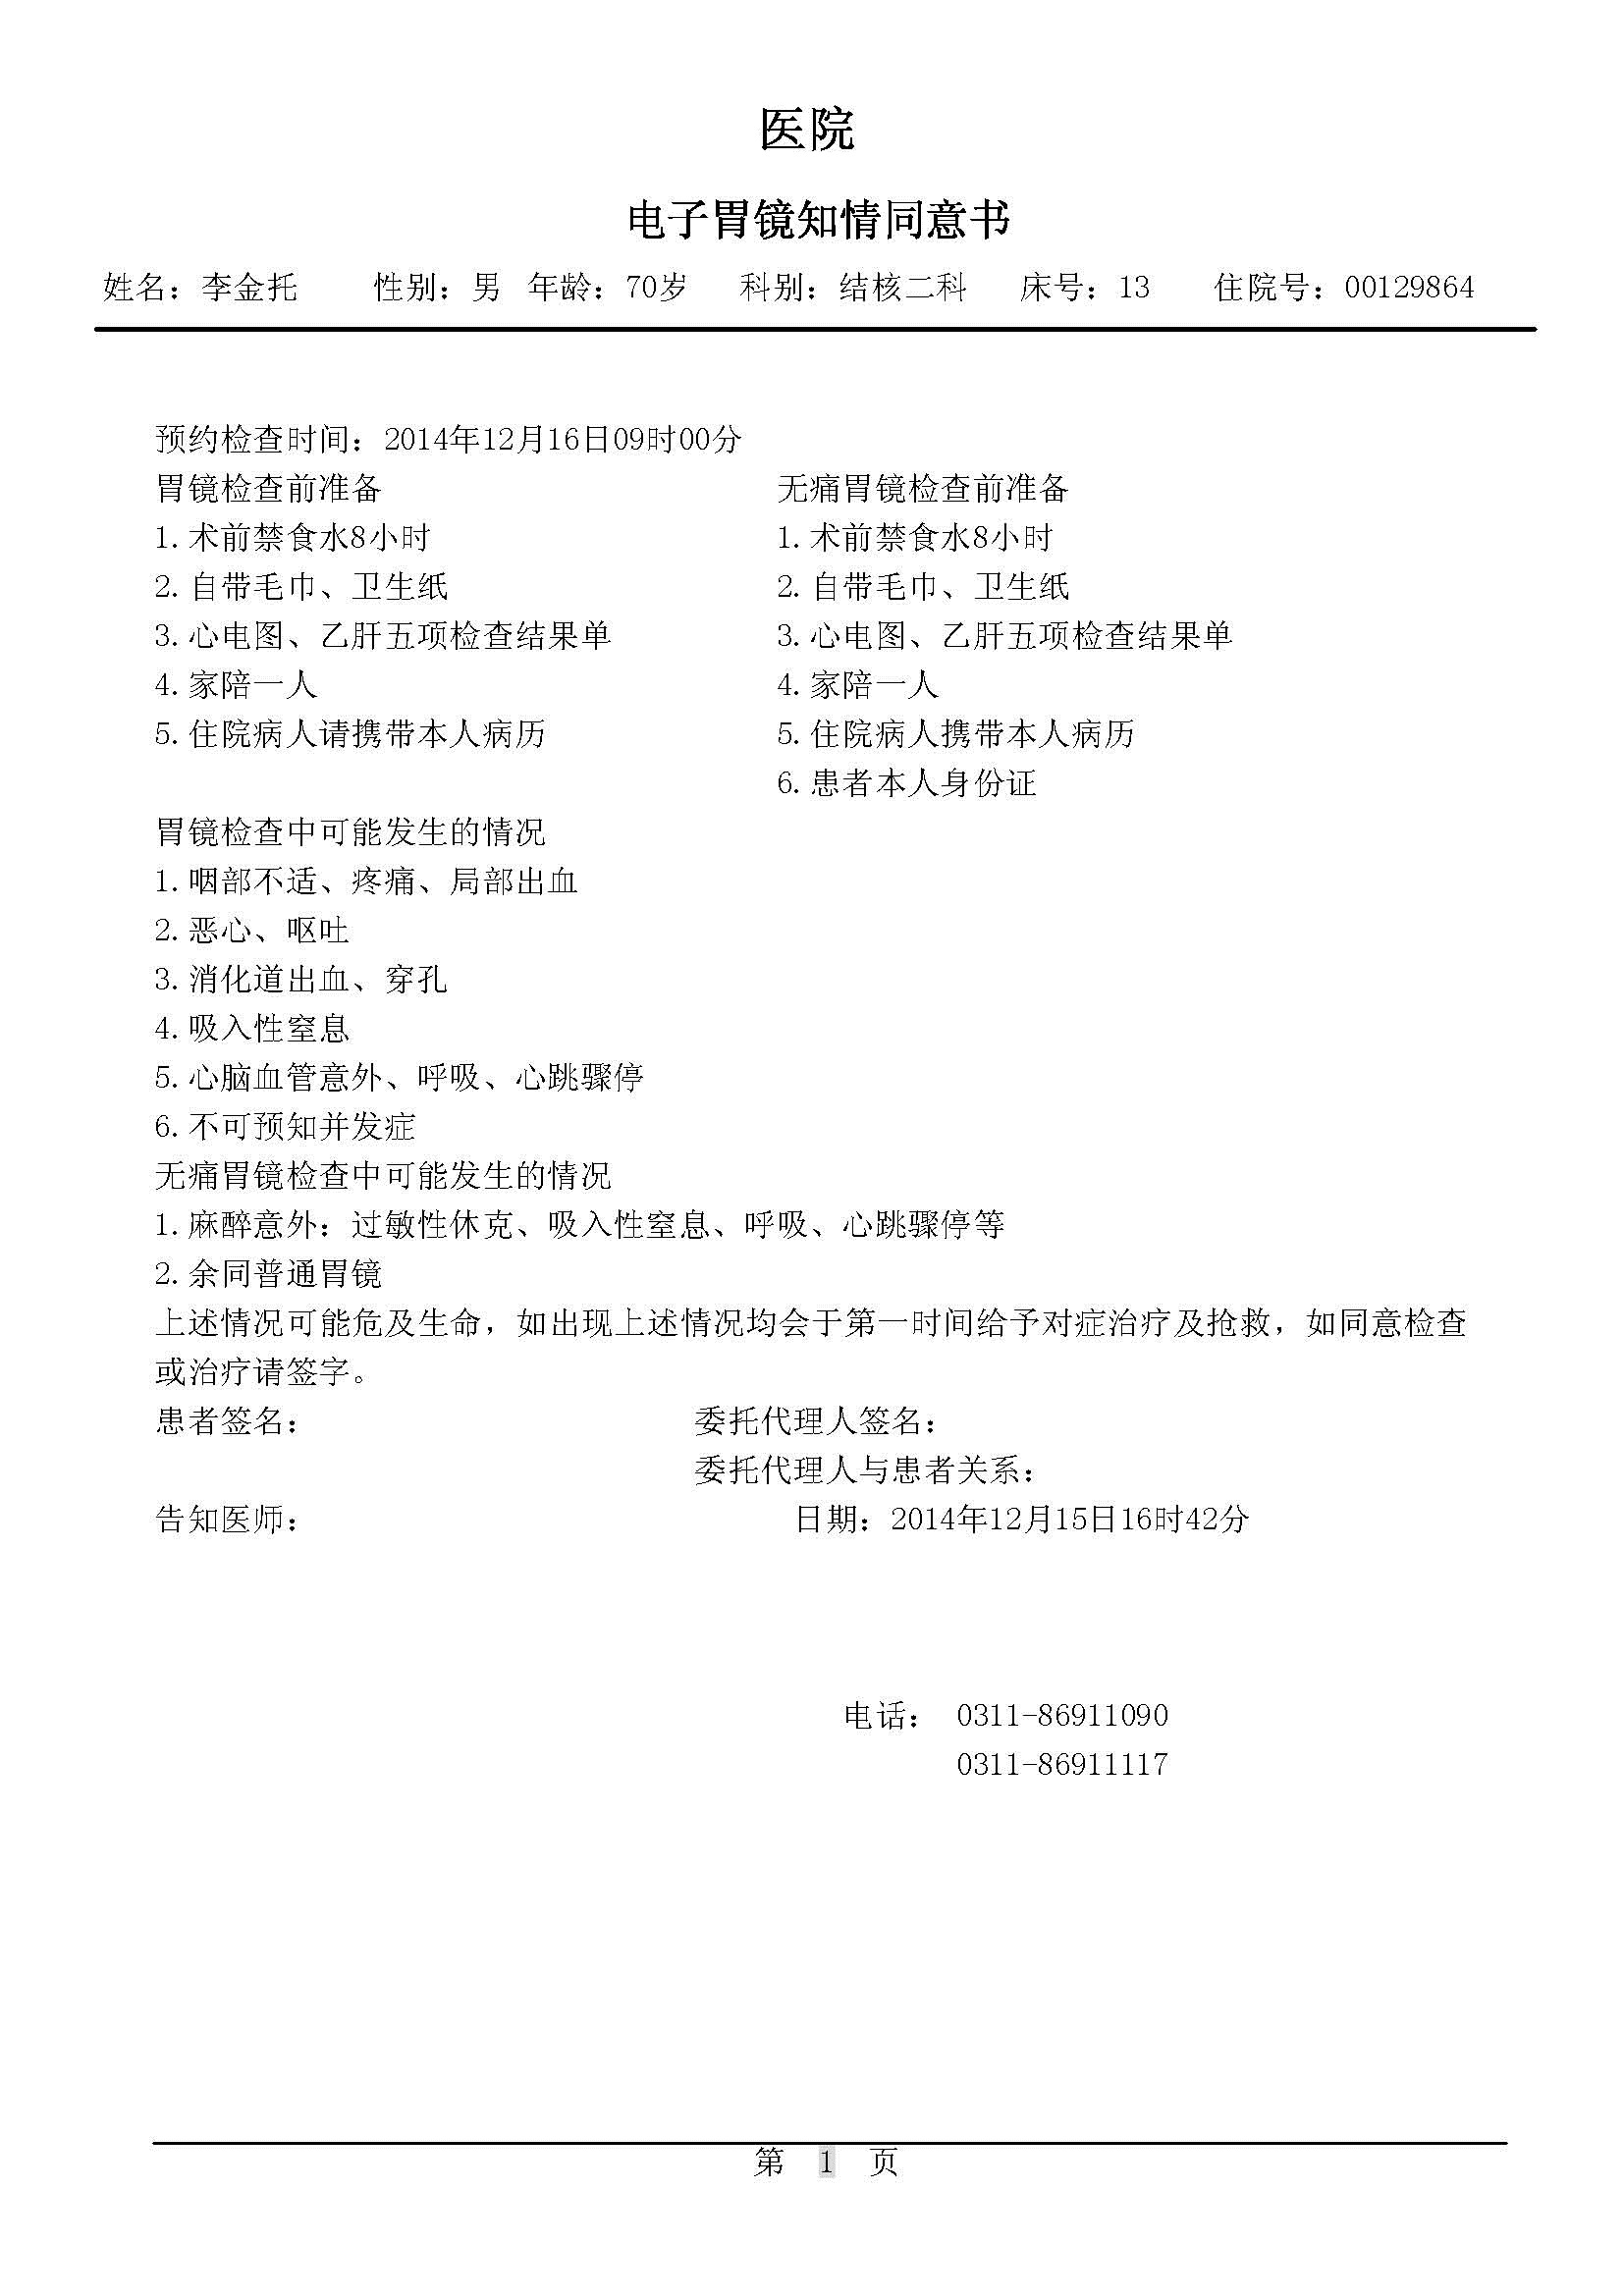 医院
电子胃镜知情同意书
姓名：李金托 性别：男 年龄：70岁 科别：结核二科 床号：13 住院号：00129864
预约检查时间：2014年12月16日09时00分
胃镜检查前准备 无痛胃镜检查前准备
1.术前禁食水8小时 1.术前禁食水8小时
2.自带毛巾、卫生纸 2.自带毛巾、卫生纸
3.心电图、乙肝五项检查结果单 3.心电图、乙肝五项检查结果单
4.家陪一人 4.家陪一人
5.住院病人请携带本人病历 5.住院病人携带本人病历
6.患者本人身份证
胃镜检查中可能发生的情况
1.咽部不适、疼痛、局部出血
2.恶心、呕吐
3.消化道出血、穿孔
4.吸入性窒息
5.心脑血管意外、呼吸、心跳骤停
6.不可预知并发症
无痛胃镜检查中可能发生的情况
1.麻醉意外：过敏性休克、吸入性窒息、呼吸、心跳骤停等
2.余同普通胃镜
上述情况可能危及生命，如出现上述情况均会于第一时间给予对症治疗及抢救，如同意检查
或治疗请签字。
患者签名： 委托代理人签名：
委托代理人与患者关系：
告知医师： 日期：2014年12月15日16时42分
电话： 0311-86911090
0311-86911117
第 1 页